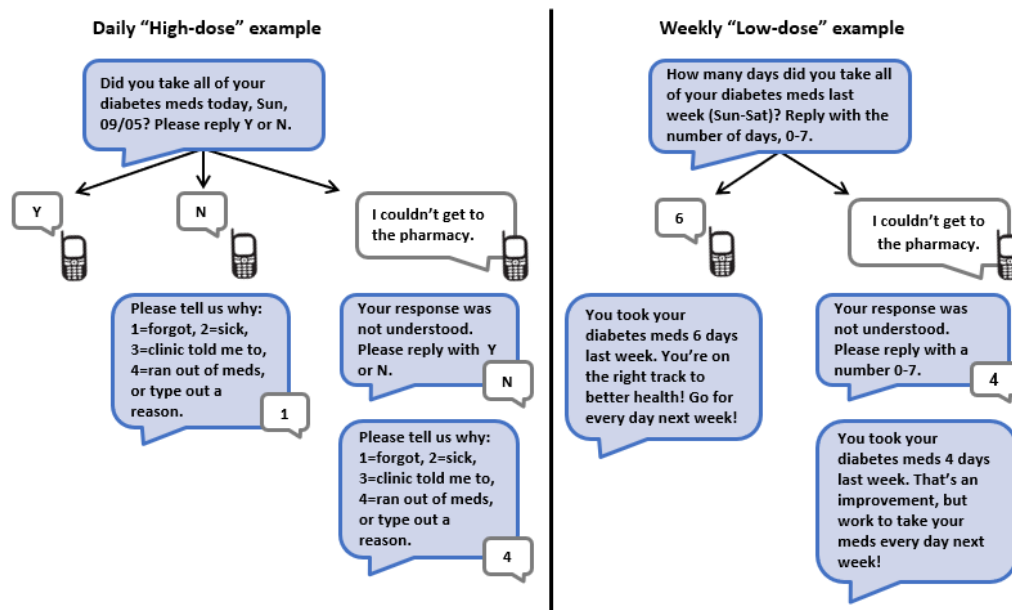 Daily “High-dose” example
Did you take all of your
diabetes meds today, Sun,
09/05? Please reply Y or N.
Y
N
I couldn’t get to
the pharmacy.
Please tell us why:
1=forgot, 2=sick,
3=clinic told me to,
4=ran out of meds,
or type out a
reason.
1
Your response was
not understood.
Please reply with Y
or N.
N
Please tell us why:
1=forgot, 2=sick,
3=clinic told me to,
4=ran out of meds,
or type out a
reason.
4
Weekly “Low-dose” example
How many days did you take all
of your diabetes meds last
week (Sun-Sat)? Reply with the
number of days, 0-7.
6
I couldn’t get to
the pharmacy.
You took your
diabetes meds 6 days
last week. You’re on
the right track to
better health! Go for
every day next week!
Your response was
not understood.
Please reply with a
number 0-7.
4
You took your
diabetes meds 4 days
last week. That’s an
improvement, but
work to take your
meds every day next
week!